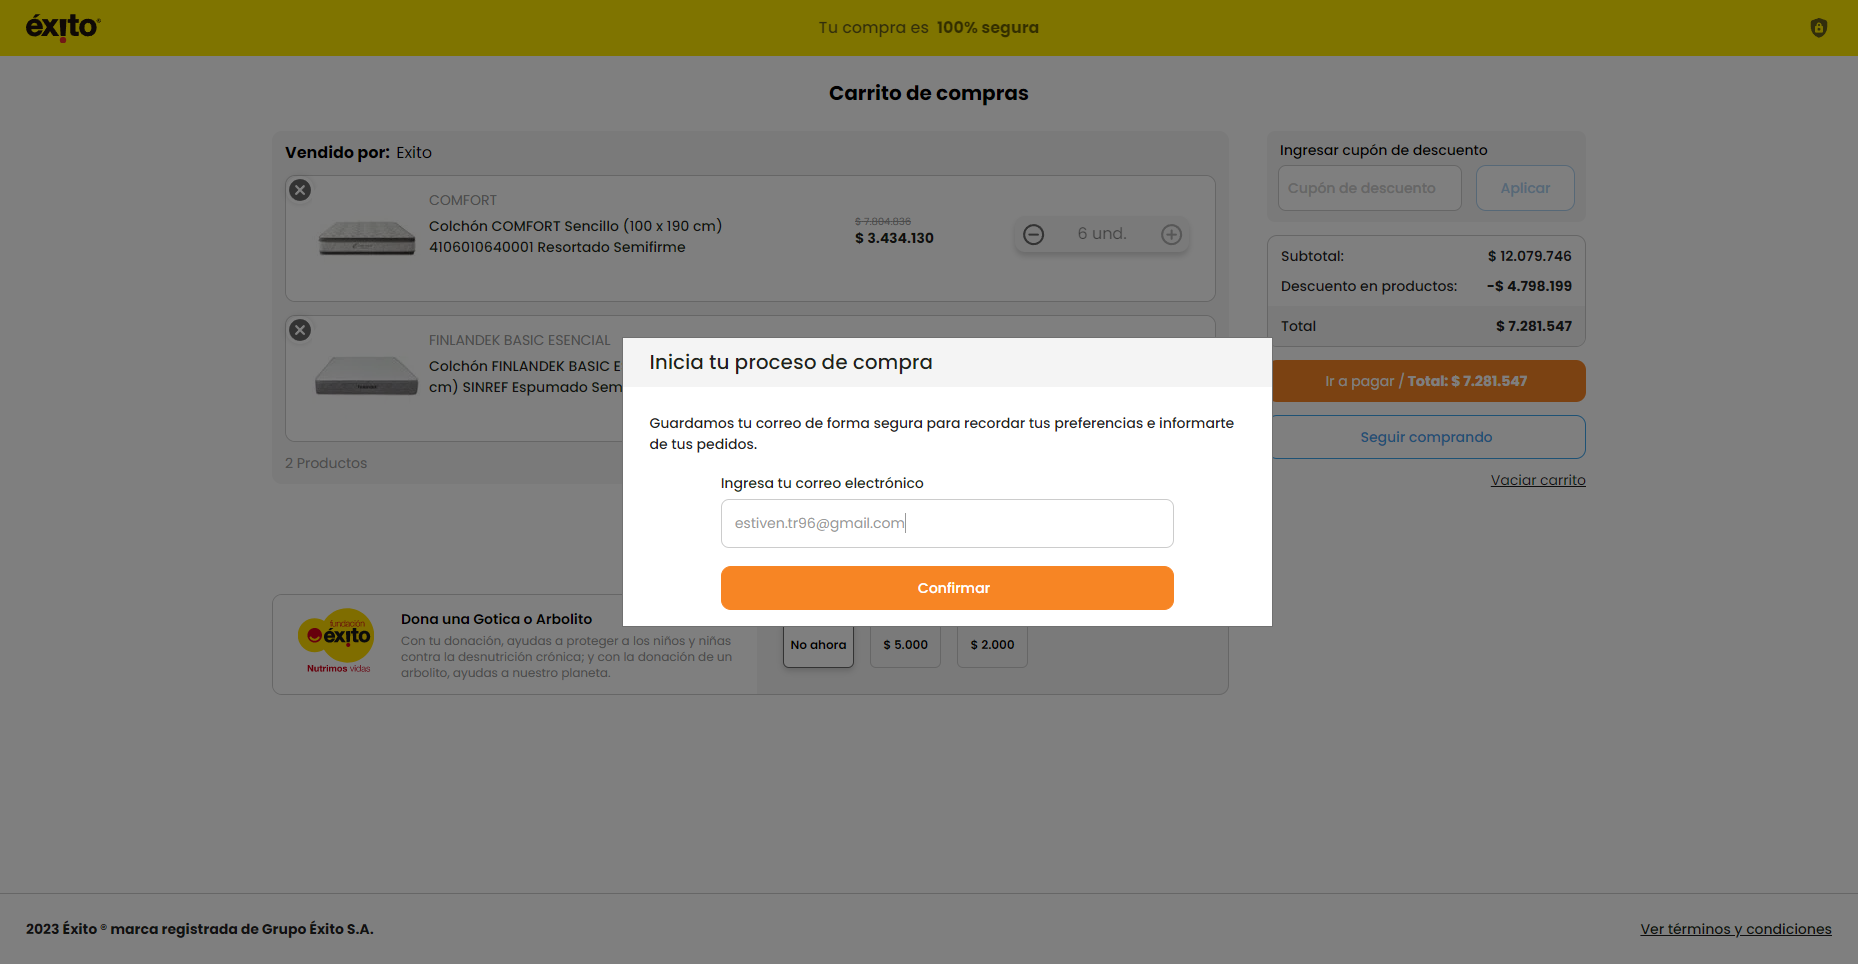 éxito
Tu compra es 100% segura
Carrito de compras
Vendido por: Exito
COMFORT
Colchón COMFORT Sencillo (100 x 190 cm)
4106010640001 Resortado Semifirme
$ 7.804.836
$ 3.434.130
6 und.
FINLANDEK BASIC ESENCIAL
Colchón FINLANDEK BASIC E
cm) SINREF Espumado Sem
2 Productos
Ingresar cupón de descuento
Cupón de descuento
Aplicar
Subtotal: $ 12.079.746
Descuento en productos: -$ 4.798.199
Total $ 7.281.547
Ir a pagar / Total: $ 7.281.547
Seguir comprando
Vaciar carrito
Inicia tu proceso de compra
Guardamos tu correo de forma segura para recordar tus preferencias e informarte
de tus pedidos.
Ingresa tu correo electrónico
estiven.tr96@gmail.com
Confirmar
fundación
éxito
Nutrimos vidas
Dona una Gotica o Arbolito
Con tu donación, ayudas a proteger a los niños y niñas
contra la desnutrición crónica; y con la donación de un
arbolito, ayudas a nuestro planeta.
No ahora
$ 5.000
$ 2.000
2023 Éxito ® marca registrada de Grupo Éxito S.A.
Ver términos y condiciones